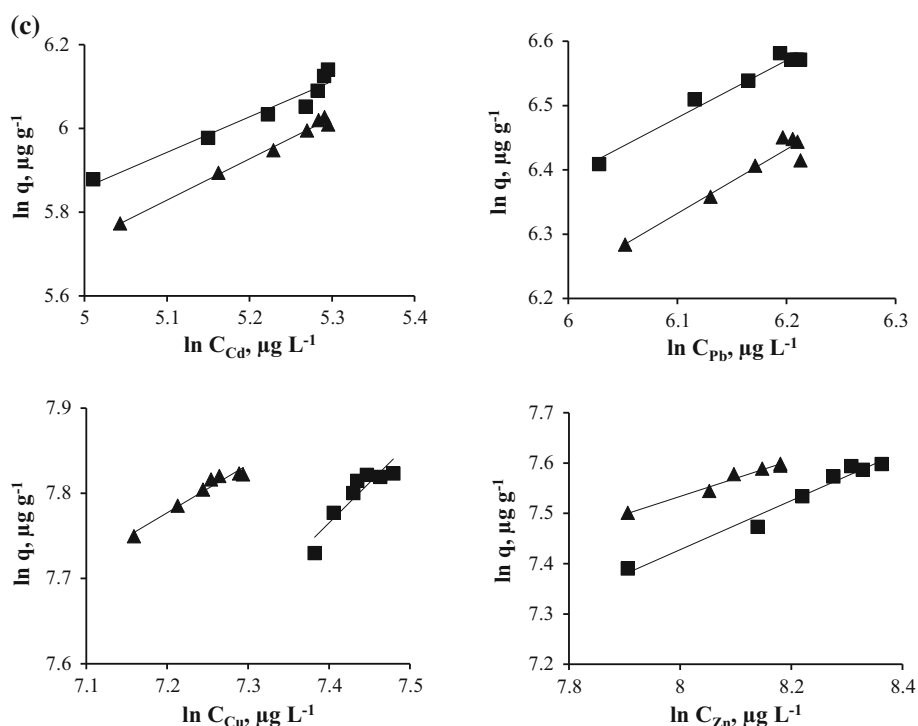 (c)
6.2
6
5.8
5.6
ln q, µg g-1
5 5.1 5.2 5.3 5.4
ln CCd, µg L-1
6.6
6.5
6.4
6.3
6.2
ln q, µg g-1
6 6.1 6.2 6.3
ln CPb, µg L-1
7.9
7.8
7.7
7.6
ln q, µg g-1
7.1 7.2 7.3 7.4 7.5
ln CCu, µg L-1
7.7
7.6
7.5
7.4
7.3
7.2
ln q, µg g-1
7.8 8 8.2 8.4
ln CZn, µg L-1